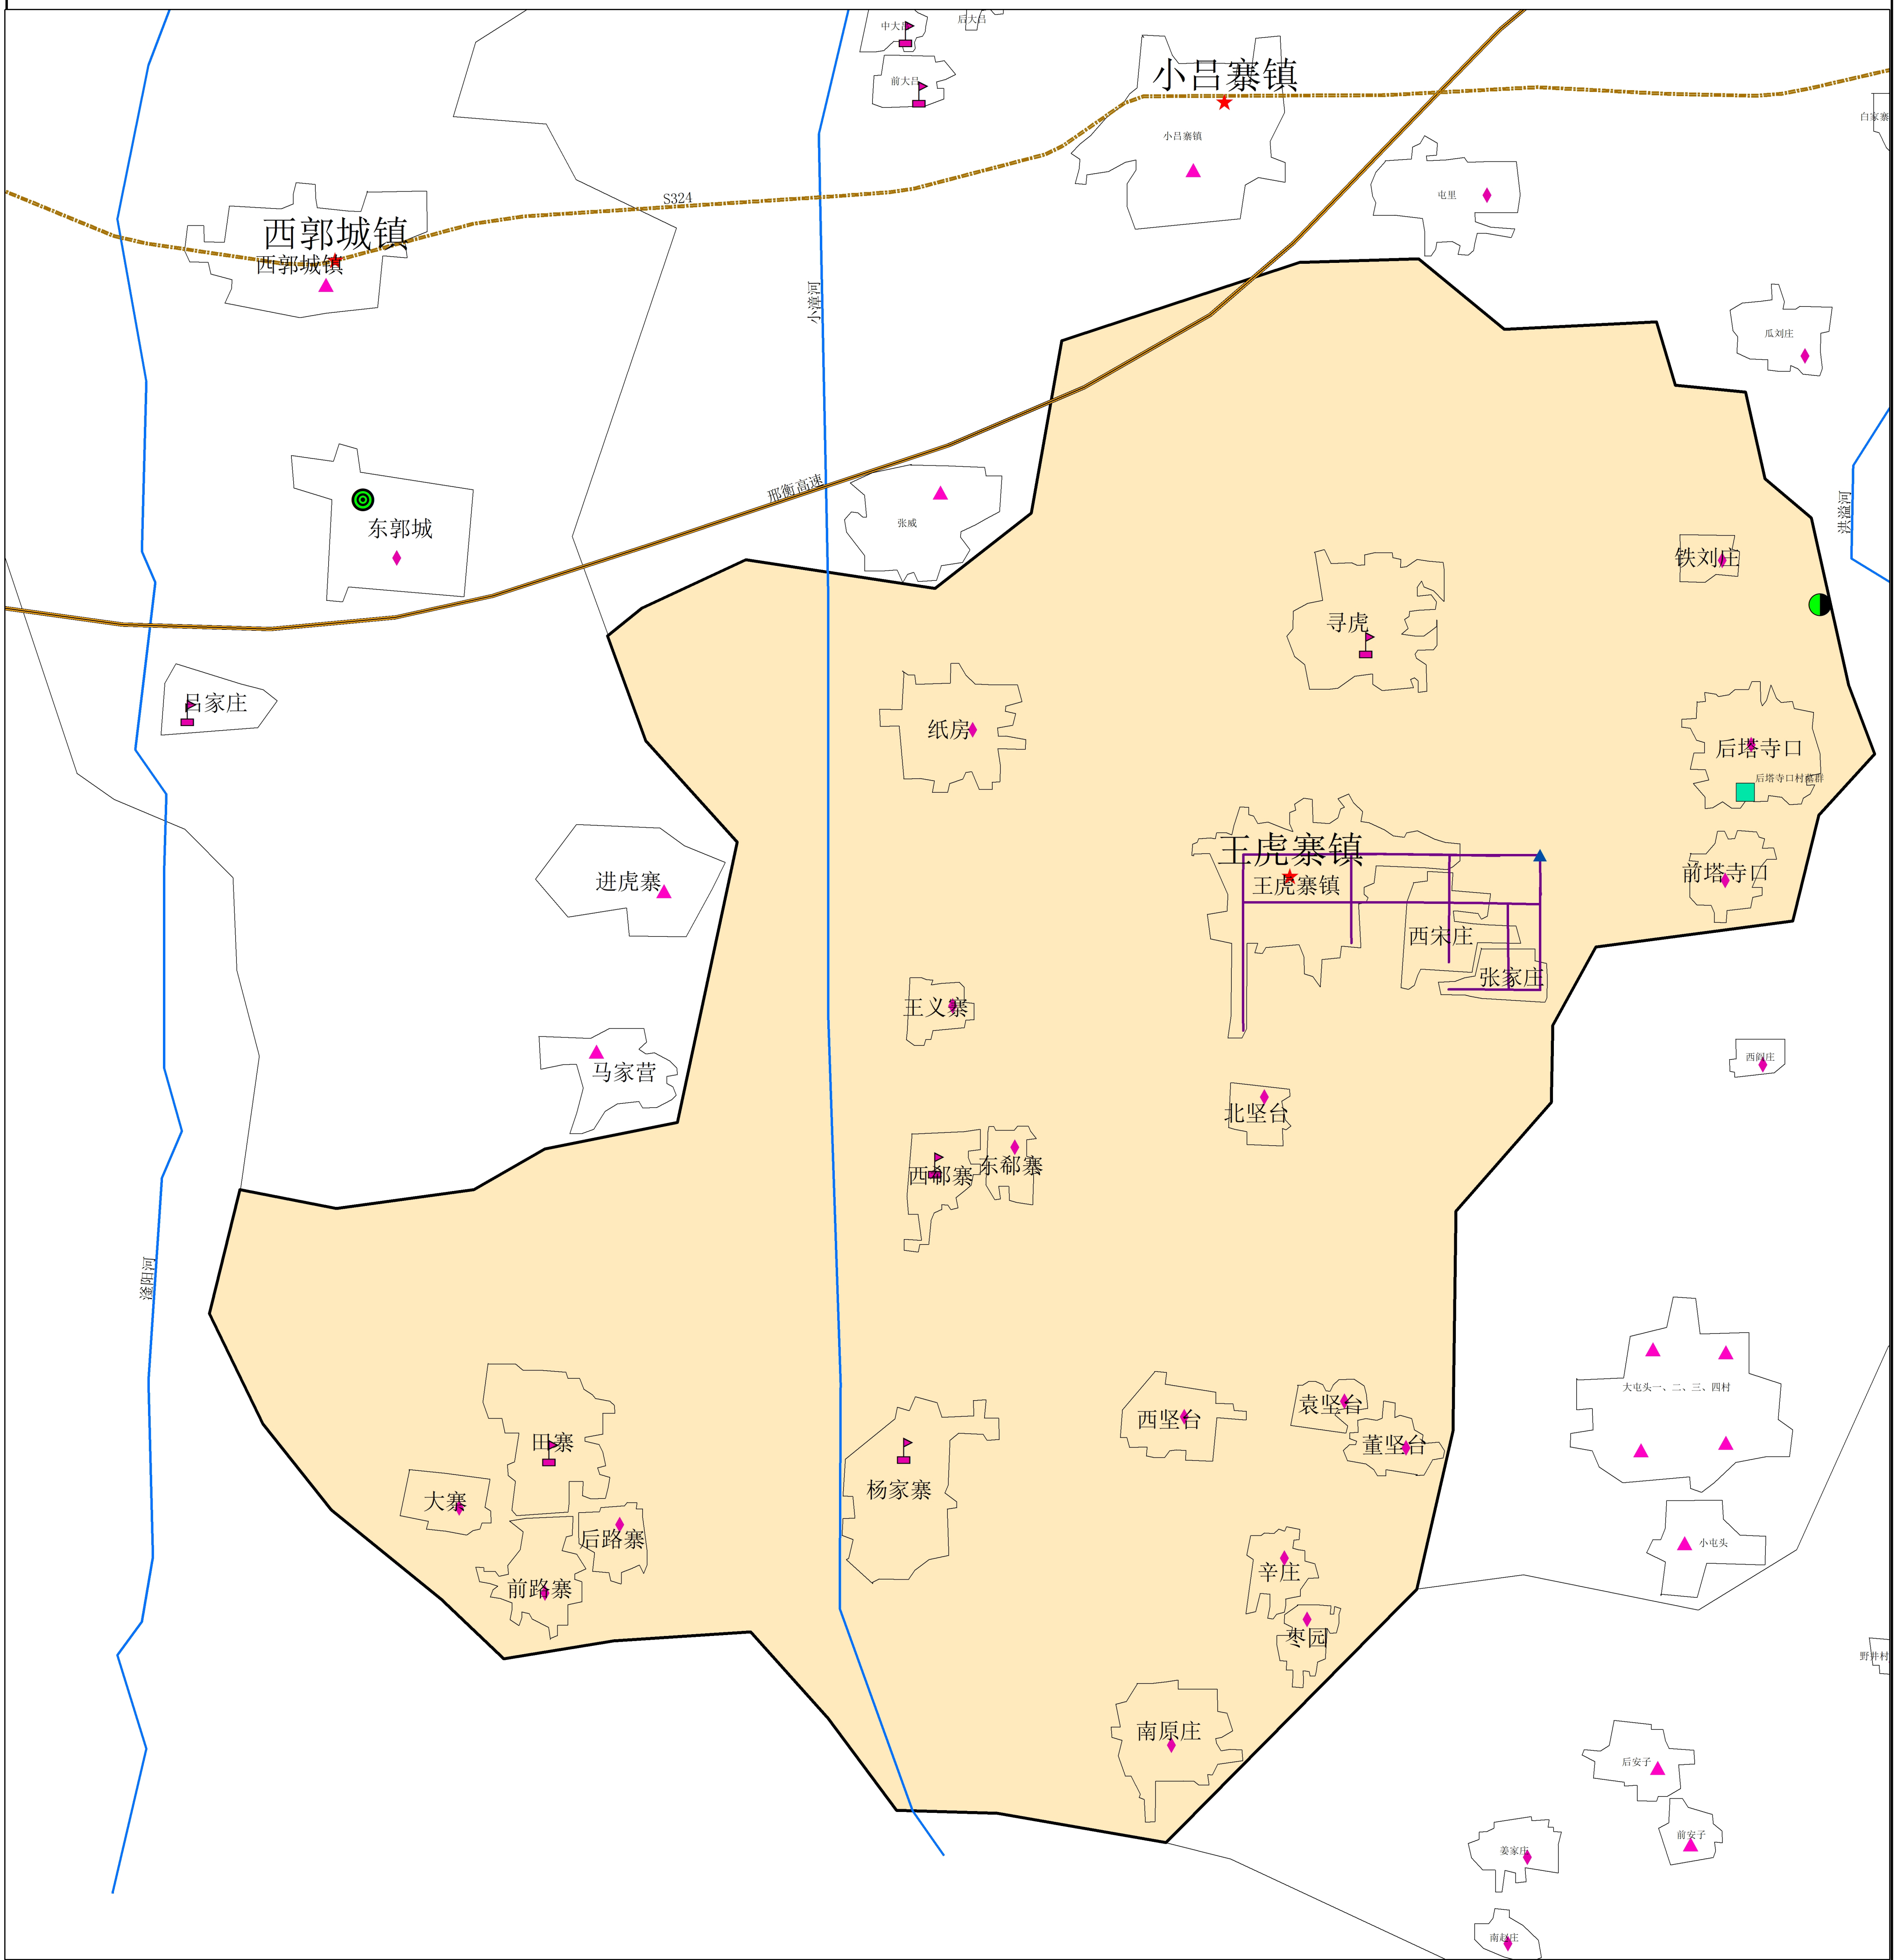 中大吕
后大吕
前大吕
小吕寨镇
小吕寨镇
白家寨
屯里
S324
西郭城镇
西郭城镇
小漳河
瓜刘庄
邢衡高速
张威
洪溢河
东郭城
铁刘庄
寻虎
吕家庄
纸房
后塔寺口
后塔寺口村墓群
王虎寨镇
王虎寨镇
前塔寺口
进虎寨
西宋庄
张家庄
王义寨
西阎庄
马家营
北坚台
西郗寨
东郗寨
滏阳河
大屯头一、二、三、四村
袁坚台
西坚台
董坚台
田寨
杨家寨
大寨
后路寨
小屯头
前路寨
辛庄
枣园
野井村
南原庄
后安子
前安子
姜家庄
南赵庄